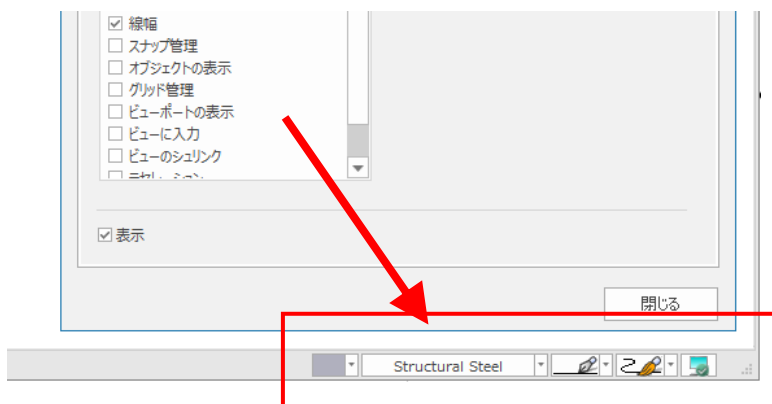 線幅
スナップ管理
オブジェクトの表示
グリッド管理
ビューポートの表示
ビューに入力
ビューのシュリンク
表示
閉じる
Structural Steel